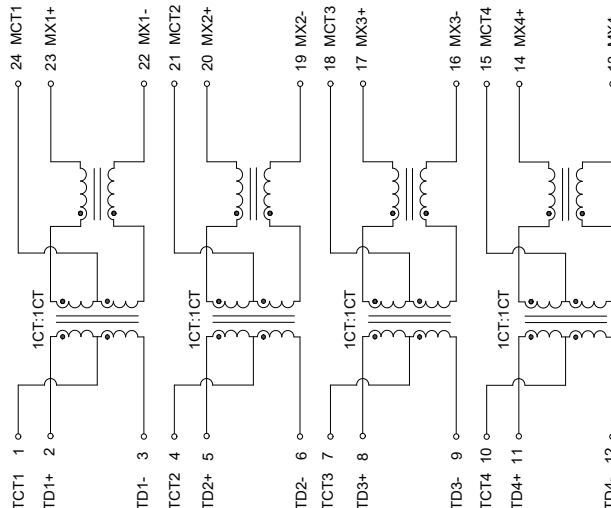 TCT1 1 24 MCT1
1CT:1CT
TD1+ 2 23 MX1+
TD1- 3 22 MX1-
TCT2 4 21 MCT2
1CT:1CT
TD2+ 5 20 MX2+
TD2- 6 19 MX2-
TCT3 7 18 MCT3
1CT:1CT
TD3+ 8 17 MX3+
TD3- 9 16 MX3-
TCT4 10 15 MCT4
1CT:1CT
TD4+ 11 14 MX4+